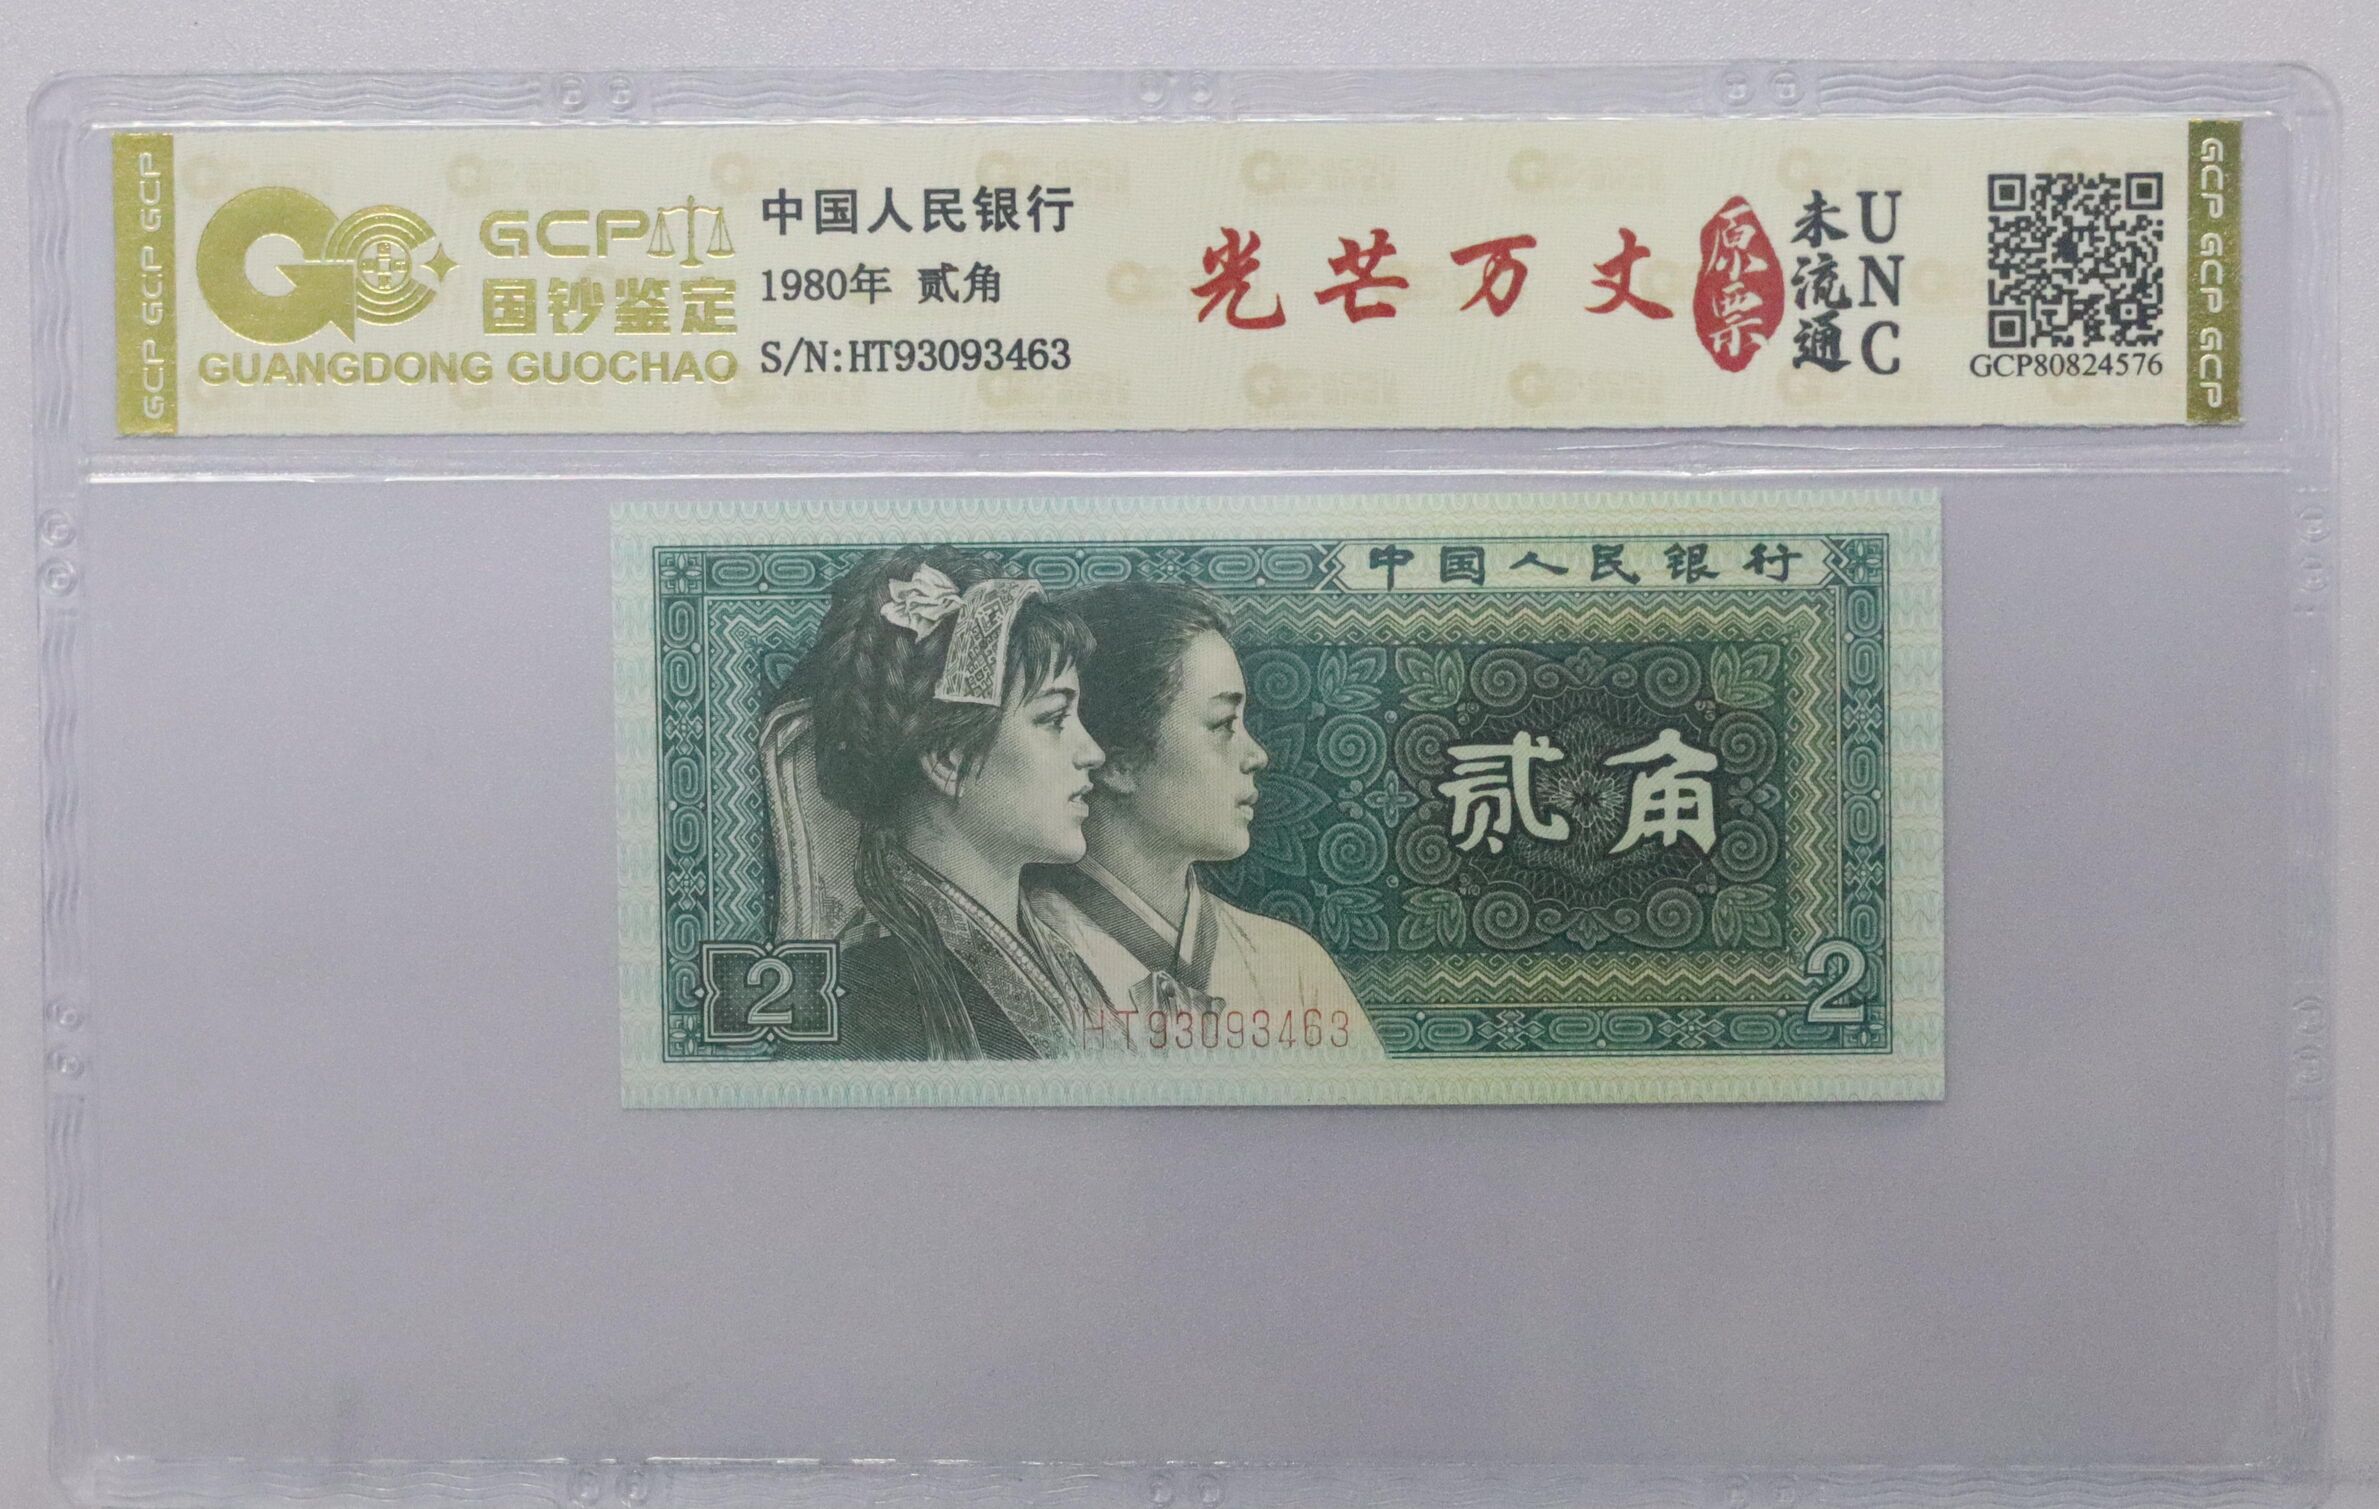 GCP GCP GCP
GCP
国钞鉴定
GUANGDONG GUOCHAO
中国人民银行
1980年 贰角
S/N:HT93093463
光芒万丈
原票
未流通
UNC
GCP80824576
GCP GCP GCP
中国人民银行
贰角
2
2
HT93093463